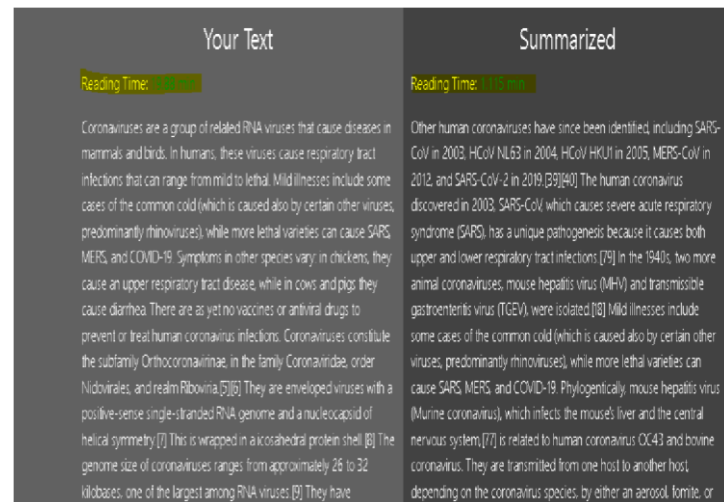 Your Text
Reading Time: min
Coronaviruses are a group of related RNA viruses that cause diseases in
mammals and birds. In humans, these viruses cause respiratory tract
infections that can range from mild to lethal. Mild illnesses include some
cases of the common cold (which is caused also by certain other viruses,
predominantly rhinoviruses), while more lethal varieties can cause SARS,
MERS, and COVID-19. Symptoms in other species vary: in chickens, they
cause an upper respiratory tract disease, while in cows and pigs they
cause diarrhea. There are as yet no vaccines or antiviral drugs to
prevent or treat human coronavirus infections. Coronaviruses constitute
the subfamily Orthocoronavirinae, in the family Coronaviridae, order
Nidovirales, and realm Riboviria.[5][6] They are enveloped viruses with a
positive-sense single-stranded RNA genome and a nucleocapsid of
helical symmetry.[7] This is wrapped in a icosahedral protein shell.[8] The
genome size of coronaviruses ranges from approximately 26 to 32
kilobases, one of the largest among RNA viruses.[9] They have
Summarized
Reading Time: 1.115 min
Other human coronaviruses have since been identified, including SARS-
CoV in 2003, HCoV NL63 in 2004, HCoV HKU1 in 2005, MERS-CoV in
2012, and SARS-CoV-2 in 2019.[39][40] The human coronavirus
discovered in 2003, SARS-CoV, which causes severe acute respiratory
syndrome (SARS), has a unique pathogenesis because it causes both
upper and lower respiratory tract infections.[79] In the 1940s, two more
animal coronaviruses, mouse hepatitis virus (MHV) and transmissible
gastroenteritis virus (TGEV), were isolated.[18] Mild illnesses include
some cases of the common cold (which is caused also by certain other
viruses, predominantly rhinoviruses), while more lethal varieties can
cause SARS, MERS, and COVID-19. Phylogentically, mouse hepatitis virus
(Murine coronavirus), which infects the mouse's liver and the central
nervous system,[77] is related to human coronavirus OC43 and bovine
coronavirus. They are transmitted from one host to another host,
depending on the coronavirus species, by either an aerosol, fomite, or